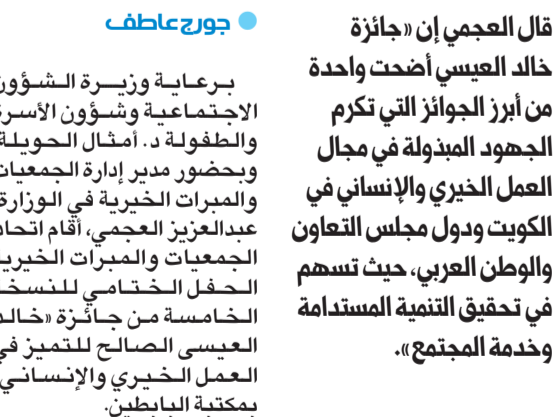 قال العجمي إن «جائزة
خالد العيسي أضحت واحدة
من أبرز الجوائز التي تكرم
الجهود المبذولة في مجال
العمل الخيري والإنساني في
الكويت ودول مجلس التعاون
والوطن العربي، حيث تسهم
في تحقيق التنمية المستدامة
وخدمة المجتمع».
● جورج عاطف
برعاية وزيرة الشؤون
الاجتماعية وشؤون الأسرة
والطفولة د. أمثال الحويلة
وبحضور مدير إدارة الجمعيات
والمبرات الخيرية في الوزارة
عبدالعزيز العجمي، أقام اتحاد
الجمعيات والمبرات الخيرية
الحفل الختامي للنسخة
الخامسة من جائزة «خالد
العيسى الصالح للتميز في
العمل الخيري والإنساني
بمكتبة البابطين.